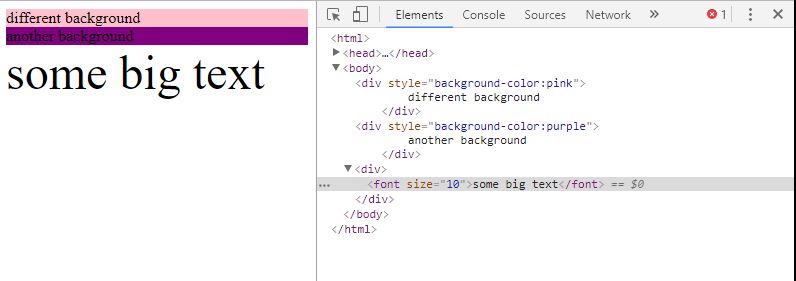 different background
another background
some big text
Elements Console Sources Network » 1
<html>
<head>…</head>
<body>
<div style="background-color:pink">
different background
</div>
<div style="background-color:purple">
another background
</div>
<div>
... <font size="10">some big text</font> == $0
</div>
</body>
</html>